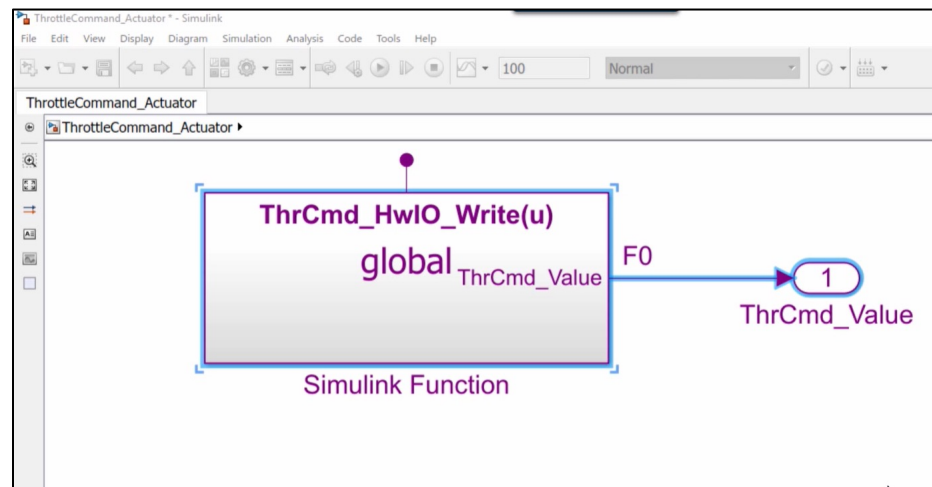 ThrottleCommand_Actuator * - Simulink
File Edit View Display Diagram Simulation Analysis Code Tools Help
100 Normal
ThrottleCommand_Actuator
ThrottleCommand_Actuator
ThrCmd_HwIO_Write(u)
global ThrCmd_Value
F0
1
ThrCmd_Value
Simulink Function